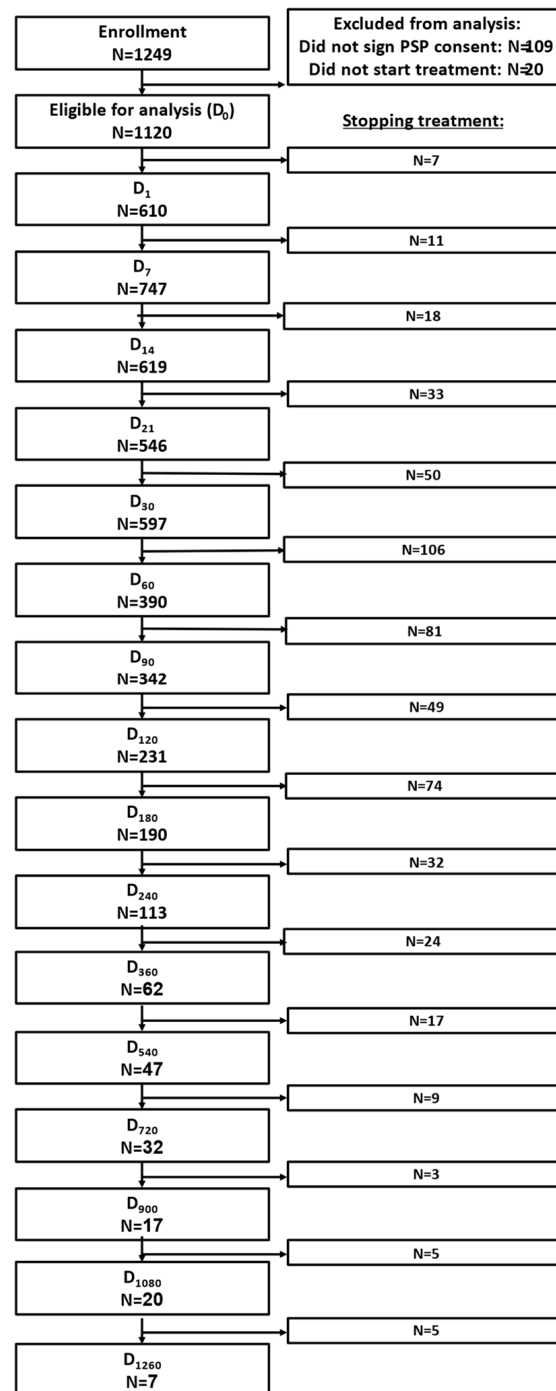 Enrollment
N=1249
Excluded from analysis:
Did not sign PSP consent: N=109
Did not start treatment: N=20
Eligible for analysis (D₀)
N=1120
Stopping treatment:
N=7
D₁
N=610
N=11
D₇
N=747
N=18
D₁₄
N=619
N=33
D₂₁
N=546
N=50
D₃₀
N=597
N=106
D₆₀
N=390
N=81
D₉₀
N=342
N=49
D₁₂₀
N=231
N=74
D₁₈₀
N=190
N=32
D₂₄₀
N=113
N=24
D₃₆₀
N=62
N=17
D₅₄₀
N=47
N=9
D₇₂₀
N=32
N=3
D₉₀₀
N=17
N=5
D₁₀₈₀
N=20
N=5
D₁₂₆₀
N=7